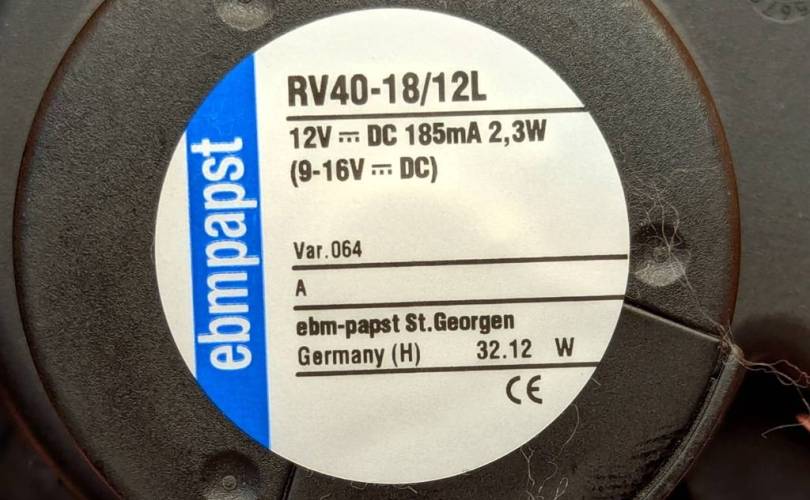 ebmpapst
RV40-18/12L
12V ⎓ DC 185mA 2,3W
(9-16V ⎓ DC)
Var.064
A
ebm-papst St.Georgen
Germany (H) 32.12 W
CE